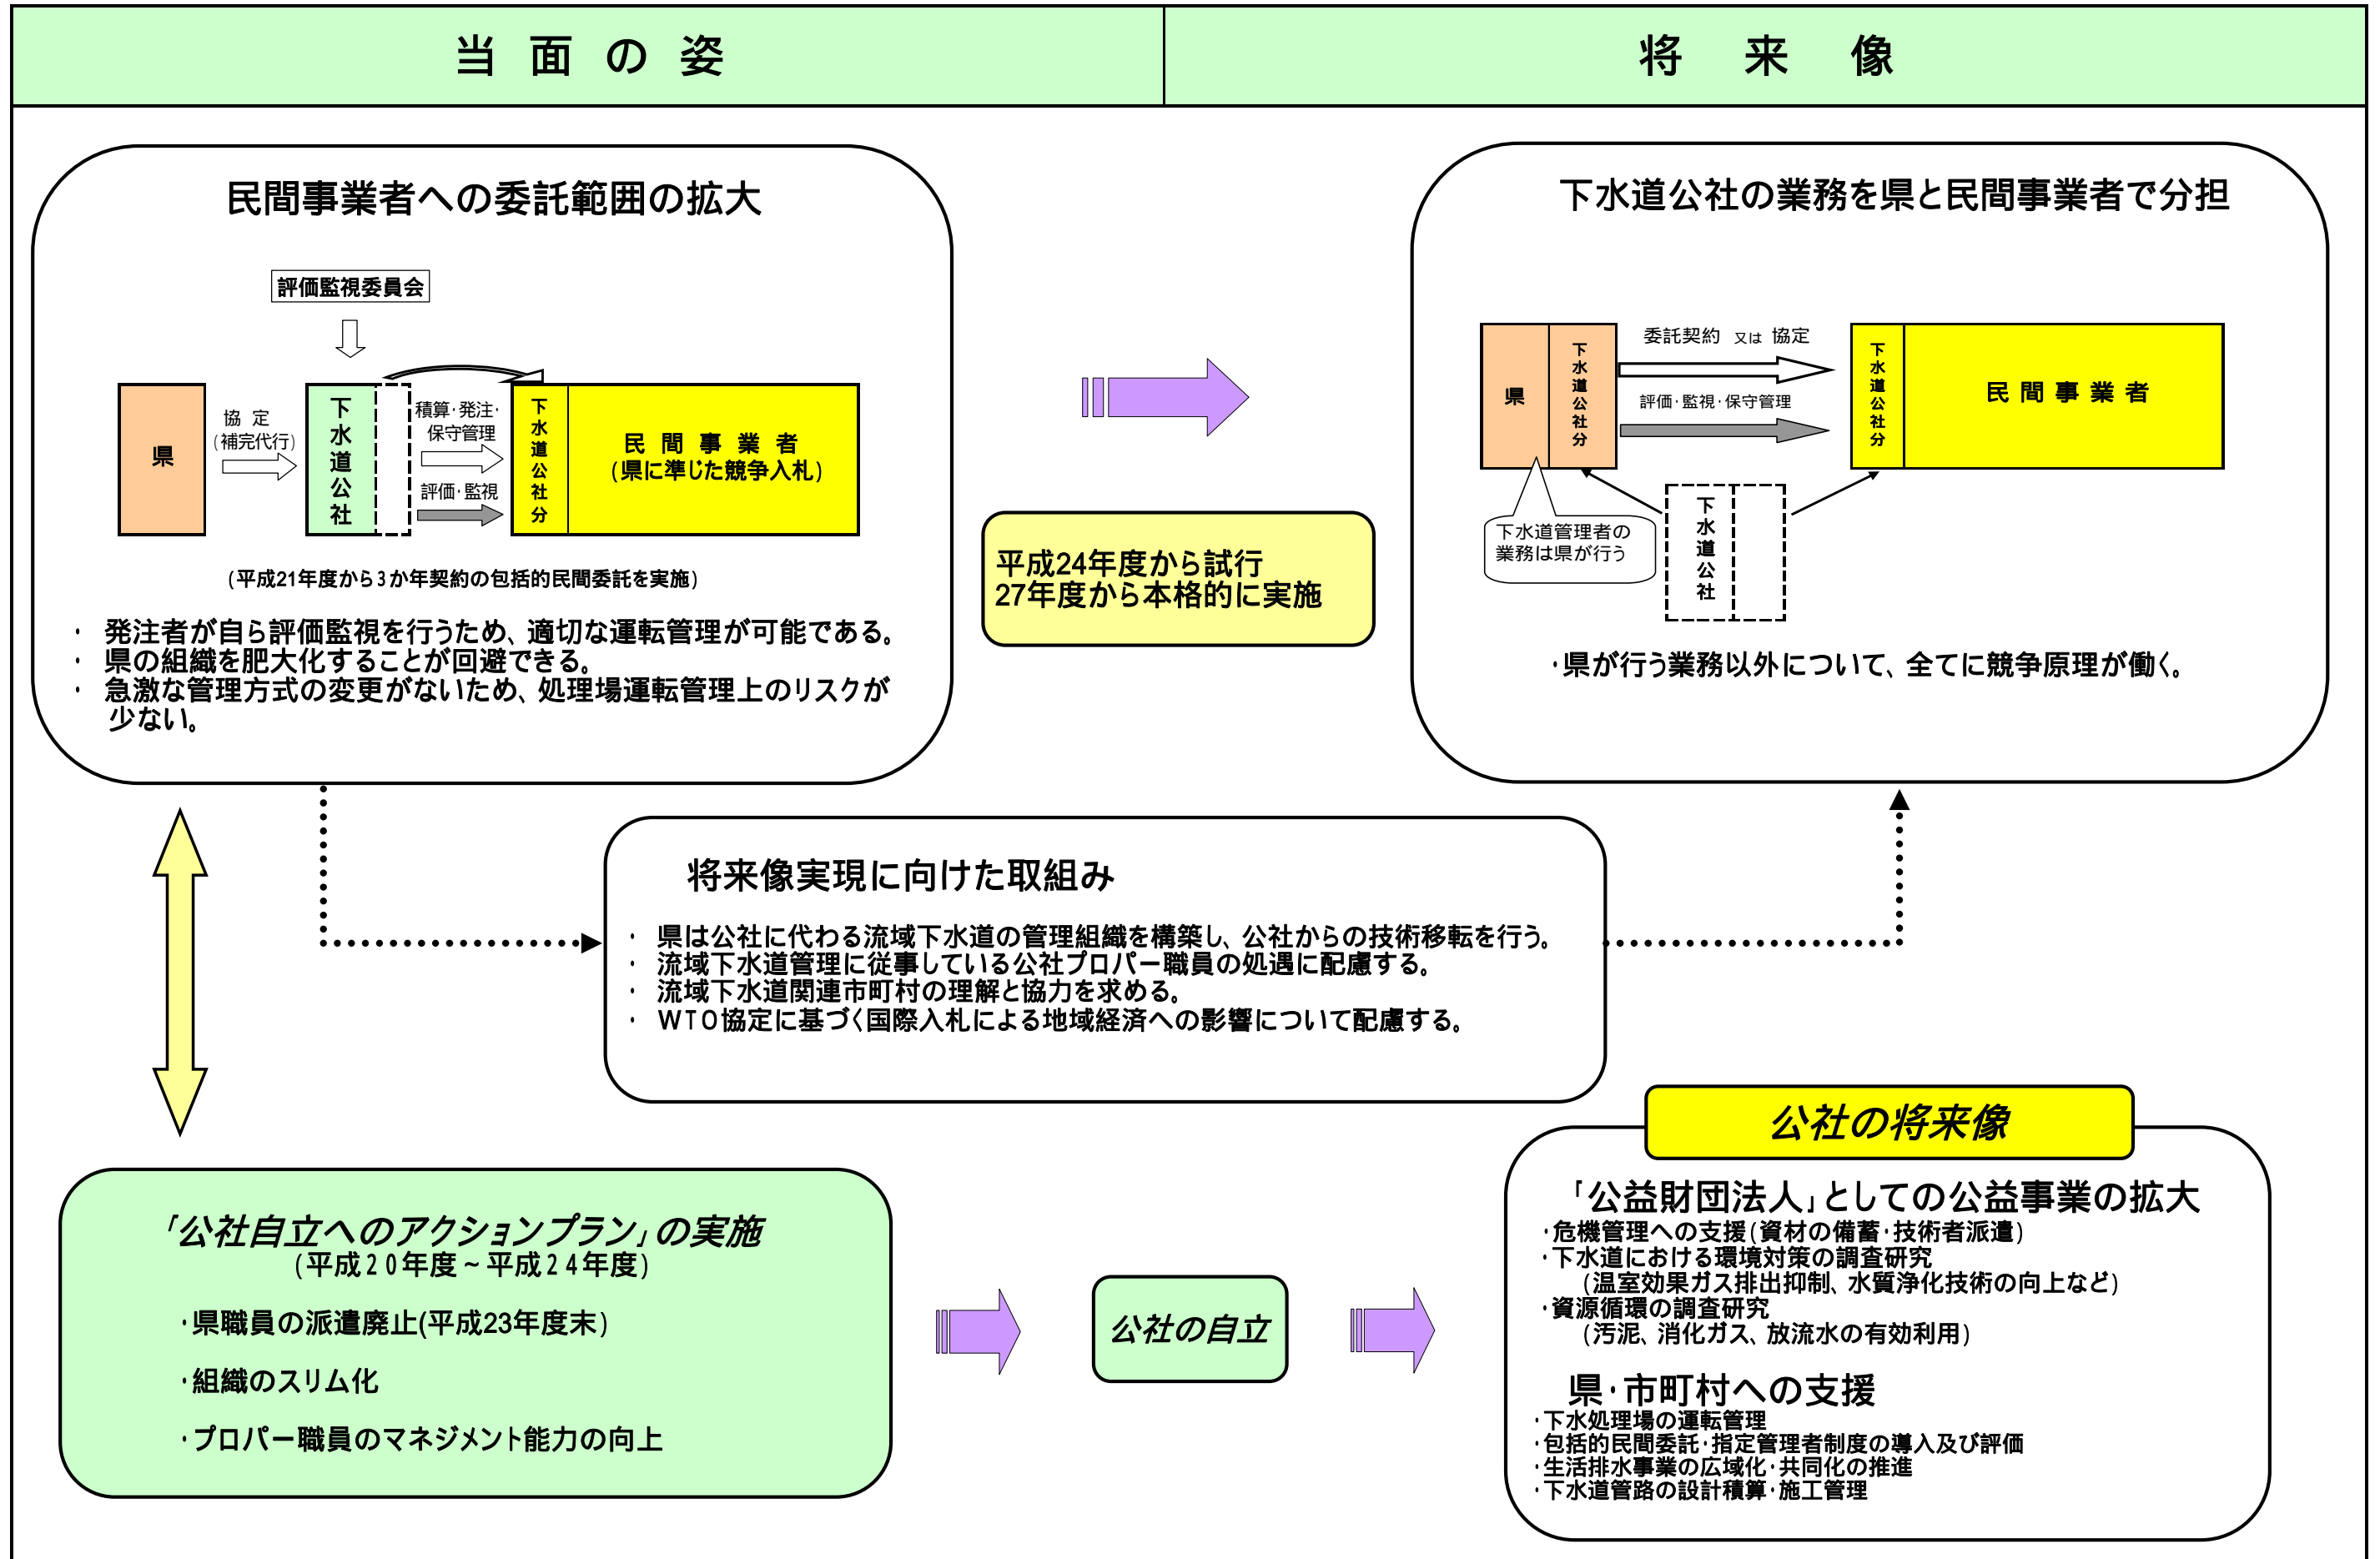 当面の姿
将来像
民間事業者への委託範囲の拡大
評価監視委員会
県
協定
(補完代行)
下水道公社
積算・発注・
保守管理
評価・監視
下水道公社分
民間事業者
(県に準じた競争入札)
(平成21年度から3か年契約の包括的民間委託を実施)
・ 発注者が自ら評価監視を行うため、適切な運転管理が可能である。
・ 県の組織を肥大化することが回避できる。
・ 急激な管理方式の変更がないため、処理場運転管理上のリスクが
少ない。
平成24年度から試行
27年度から本格的に実施
下水道公社の業務を県と民間事業者で分担
県
下水道公社分
委託契約 又は 協定
評価・監視・保守管理
下水道公社分
民間事業者
下水道管理者の
業務は県が行う
下水道公社
・県が行う業務以外について、全てに競争原理が働く。
将来像実現に向けた取組み
・ 県は公社に代わる流域下水道の管理組織を構築し、公社からの技術移転を行う。
・ 流域下水道管理に従事している公社プロパー職員の処遇に配慮する。
・ 流域下水道関連市町村の理解と協力を求める。
・ WTO協定に基づく国際入札による地域経済への影響について配慮する。
「公社自立へのアクションプラン」の実施
(平成20年度~平成24年度)
・県職員の派遣廃止(平成23年度末)
・組織のスリム化
・プロパー職員のマネジメント能力の向上
公社の自立
公社の将来像
「公益財団法人」としての公益事業の拡大
・危機管理への支援(資材の備蓄・技術者派遣)
・下水道における環境対策の調査研究
(温室効果ガス排出抑制、水質浄化技術の向上など)
・資源循環の調査研究
(汚泥、消化ガス、放流水の有効利用)
県・市町村への支援
・下水処理場の運転管理
・包括的民間委託・指定管理者制度の導入及び評価
・生活排水事業の広域化・共同化の推進
・下水道管路の設計積算・施工管理